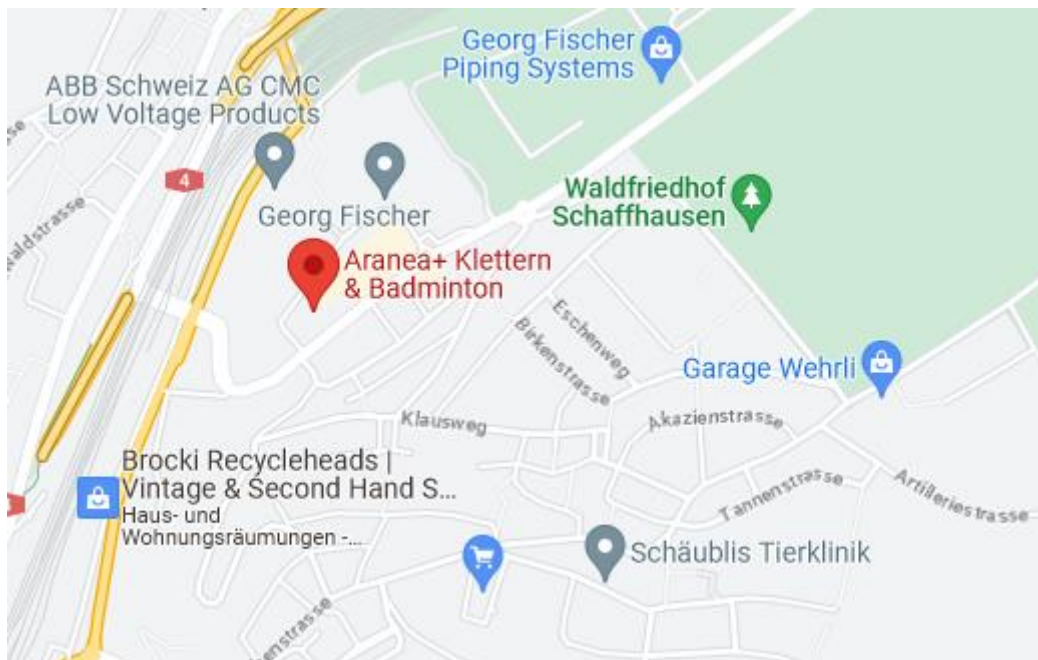 Georg Fischer
Piping Systems
ABB Schweiz AG CMC
Low Voltage Products
4
Georg Fischer
Waldfriedhof
Schaffhausen
Aranea+ Klettern
& Badminton
Eschenweg
Birkenstrasse
Garage Wehrli
Klausweg
Akazienstrasse
Brocki Recycleheads |
Vintage & Second Hand S...
Haus- und
Wohnungsräumungen -...
Tannenstrasse
Artilleriestrasse
Schäublis Tierklinik